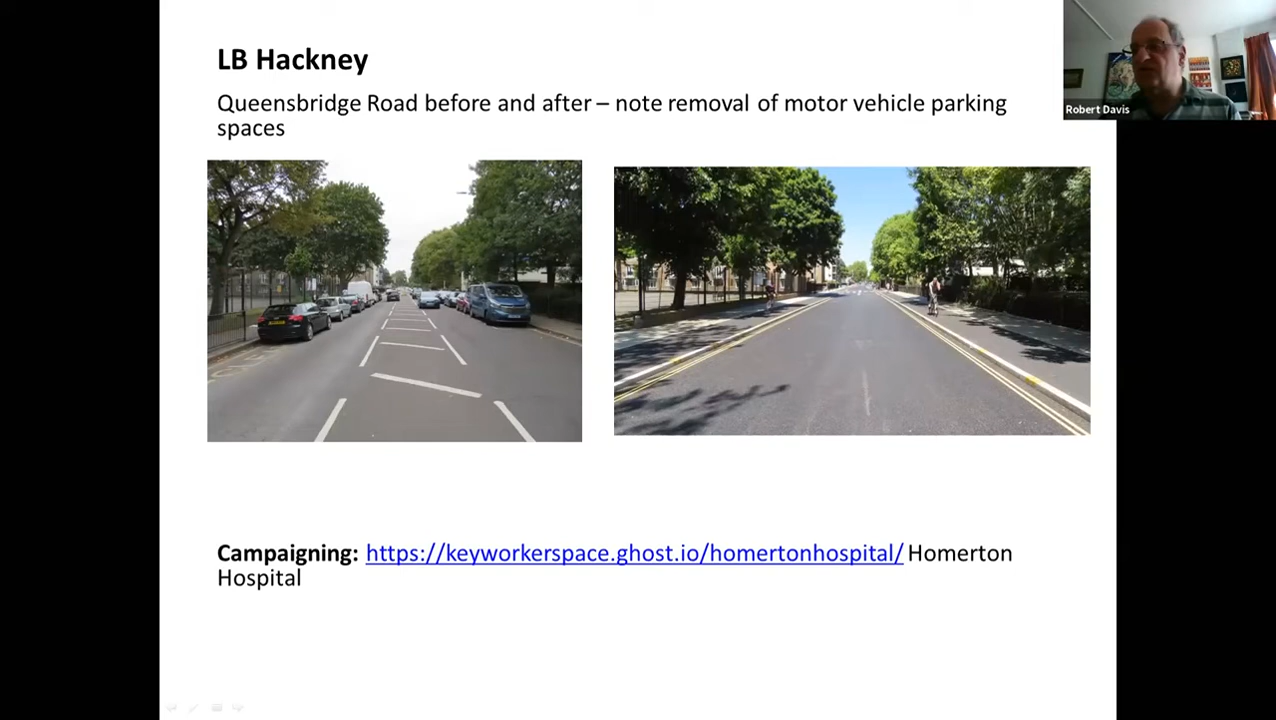 LB Hackney
Queensbridge Road before and after – note removal of motor vehicle parking
spaces
Robert Davis
Campaigning: https://keyworkerspace.ghost.io/homertonhospital/ Homerton
Hospital